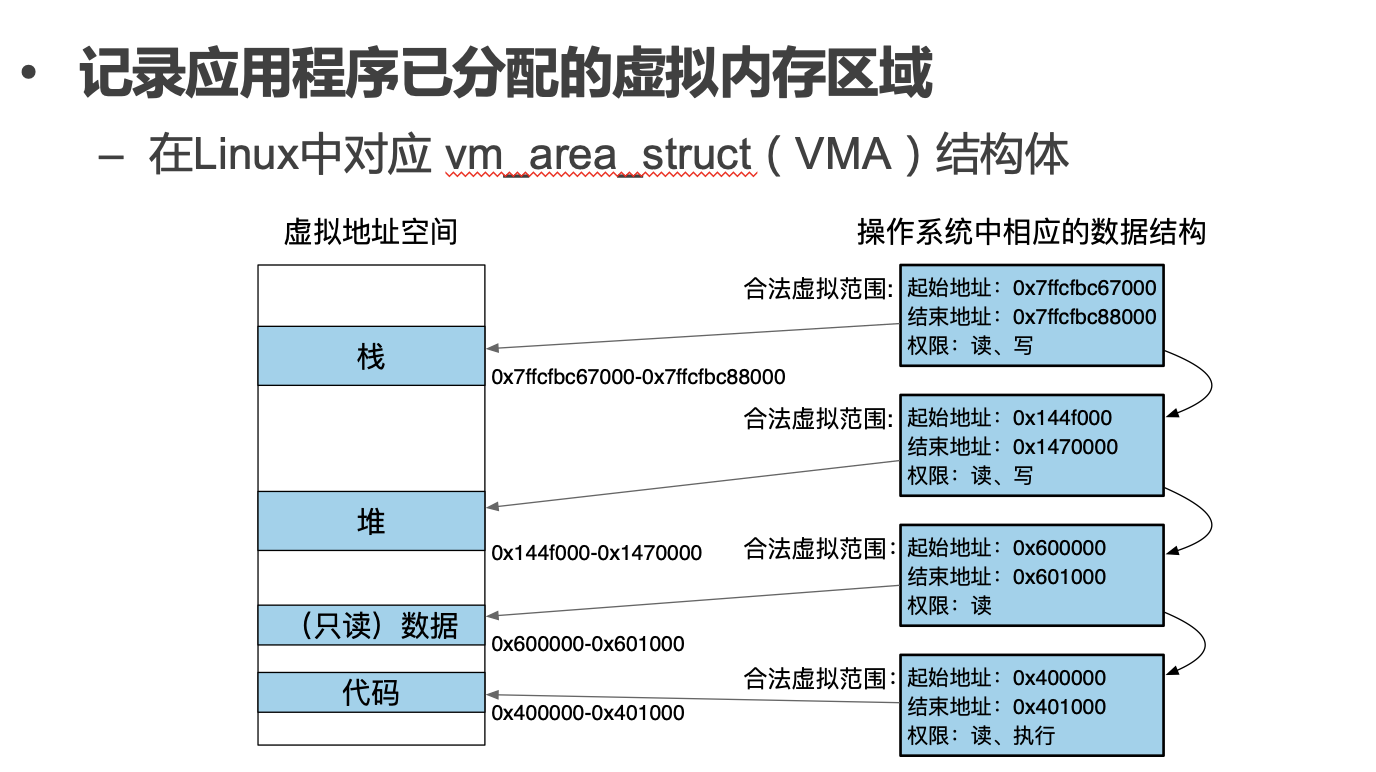 • 记录应用程序已分配的虚拟内存区域
– 在Linux中对应 vm_area_struct（VMA）结构体
虚拟地址空间
操作系统中相应的数据结构
栈
0x7ffcfbc67000-0x7ffcfbc88000
堆
0x144f000-0x1470000
（只读）数据
0x600000-0x601000
代码
0x400000-0x401000
合法虚拟范围:
起始地址：0x7ffcfbc67000
结束地址：0x7ffcfbc88000
权限：读、写
合法虚拟范围:
起始地址：0x144f000
结束地址：0x1470000
权限：读、写
合法虚拟范围:
起始地址：0x600000
结束地址：0x601000
权限：读
合法虚拟范围:
起始地址：0x400000
结束地址：0x401000
权限：读、执行